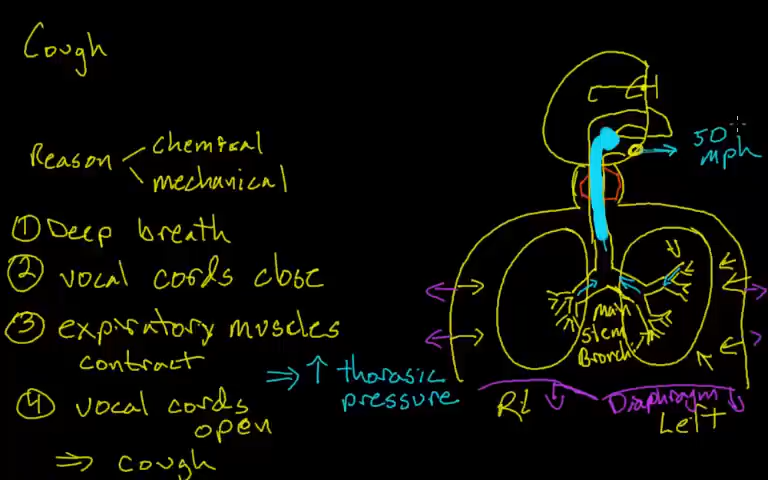 Cough
Reason
chemical
mechanical
① Deep breath
② vocal cords close
③ expiratory muscles
contract
⇒ ↑ thorasic
pressure
④ vocal cords
open
⇒ cough
50
mph
main
stem
Bronchi
Rt
Diaphragm
Left